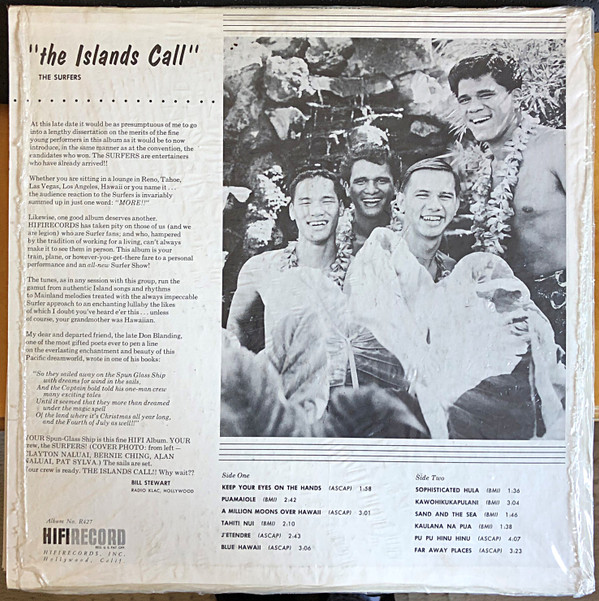 "the Islands Call"
THE SURFERS
At this late date it would be as presumptuous of me to go
into a lengthy dissertation on the merits of the fine
young performers in this album as it would be to now
introduce, in the same manner as at the convention, the
candidates who won. The SURFERS are entertainers
who have already arrived!!
Whether you are sitting in a lounge in Reno, Tahoe,
Las Vegas, Los Angeles, Hawaii or you name it . . .
the audience reaction to the Surfers is invariably
summed up in just one word: "MORE!!"
Likewise, one good album deserves another.
HIFIRECORDS has taken pity on those of us (and we
are legion) who are Surfer fans; and who, hampered
by the tradition of working for a living, can't always
make it to see them in person. This album is your
train, plane, or however-you-get-there fare to a personal
performance and an all-new Surfer Show!
The tunes, as in any session with this group, run the
gamut from authentic Island songs and rhythms
to Mainland melodies treated with the always impeccable
Surfer approach to an enchanting lullaby the likes
of which I doubt you've heard e'er this . . . unless
of course, your grandmother was Hawaiian.
My dear and departed friend, the late Don Blanding,
one of the most gifted poets ever to pen a line
on the everlasting enchantment and beauty of this
Pacific dreamworld, wrote in one of his books:
"So they sailed away on the Spun Glass Ship
with dreams for wind in the sails.
And the Captain bold told his one-man crew
many exciting tales
Until it seemed that they more than dreamed
under the magic spell
Of the land where it's Christmas all year long,
and the Fourth of July as well!!"
YOUR Spun-Glass Ship is this fine HIFI Album. YOUR
crew, the SURFERS! (COVER PHOTO: from left —
CLAYTON NALUAI, BERNIE CHING, ALAN
NALUAI, PAT SYLVA.) The sails are set.
Your crew is ready. THE ISLANDS CALL!! Why wait??
BILL STEWART
RADIO KLAC, HOLLYWOOD
Album No. R427
HIFIRECORD
REG. U.S. PAT. OFF.
HIFIRECORDS, INC.
Hollywood, Calif.
Side One
KEEP YOUR EYES ON THE HANDS (ASCAP) 1:58
PUAMAIOLE (BMI) 2:42
A MILLION MOONS OVER HAWAII (ASCAP) 3:01
TAHITI NUI (BMI) 2:10
J'ETENDRE (ASCAP) 2:43
BLUE HAWAII (ASCAP) 3:06
Side Two
SOPHISTICATED HULA (BMI) 1:36
KAWOHIKUKAPULANI (BMI) 3:04
SAND AND THE SEA (BMI) 1:46
KAULANA NA PUA (BMI) 1:38
PU PU HINU HINU (ASCAP) 4:07
FAR AWAY PLACES (ASCAP) 3:23